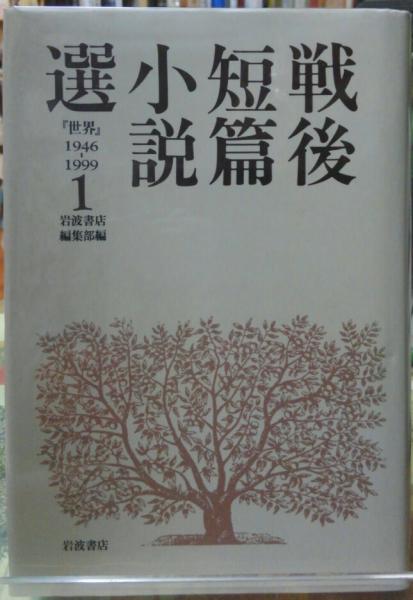 戦後
短篇
小説
選
『世界』
1946
-
1999
1
岩波書店
編集部編
岩波書店